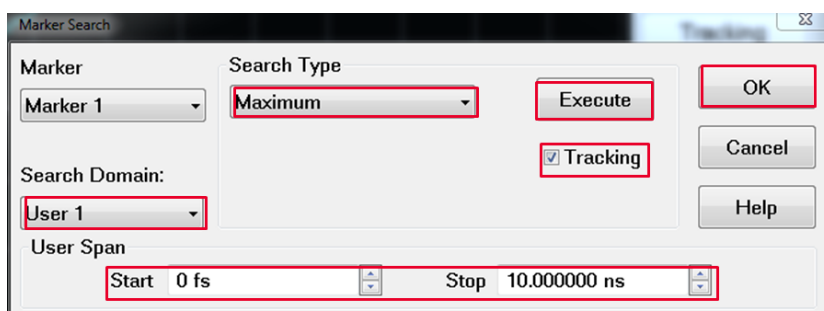 Marker Search
Tracking
Marker
Search Type
Marker 1
Maximum
Execute
OK
Tracking
Cancel
Search Domain:
User 1
Help
User Span
Start 0 fs Stop 10.000000 ns